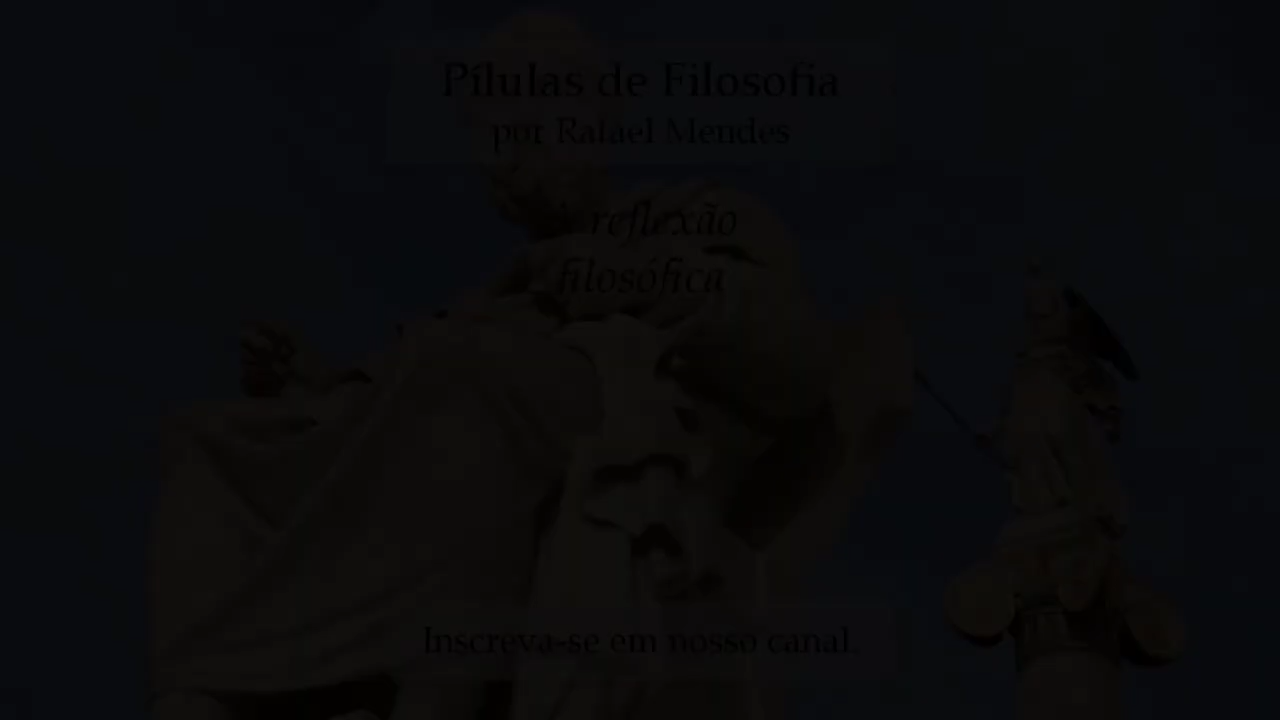 Pílulas de Filosofia
por Rafael Mendes
reflexão
filosófica
Inscreva-se em nosso canal.